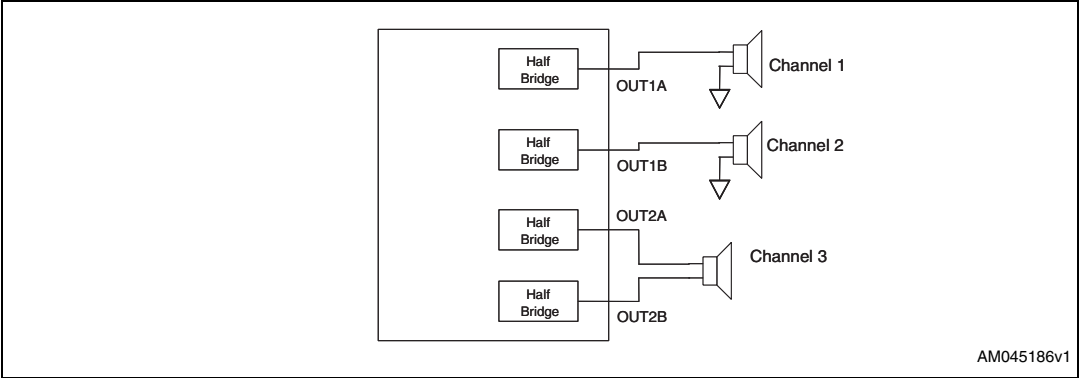 Half
Bridge
OUT1A
Channel 1
Half
Bridge
OUT1B
Channel 2
Half
Bridge
OUT2A
Channel 3
Half
Bridge
OUT2B
AM045186v1